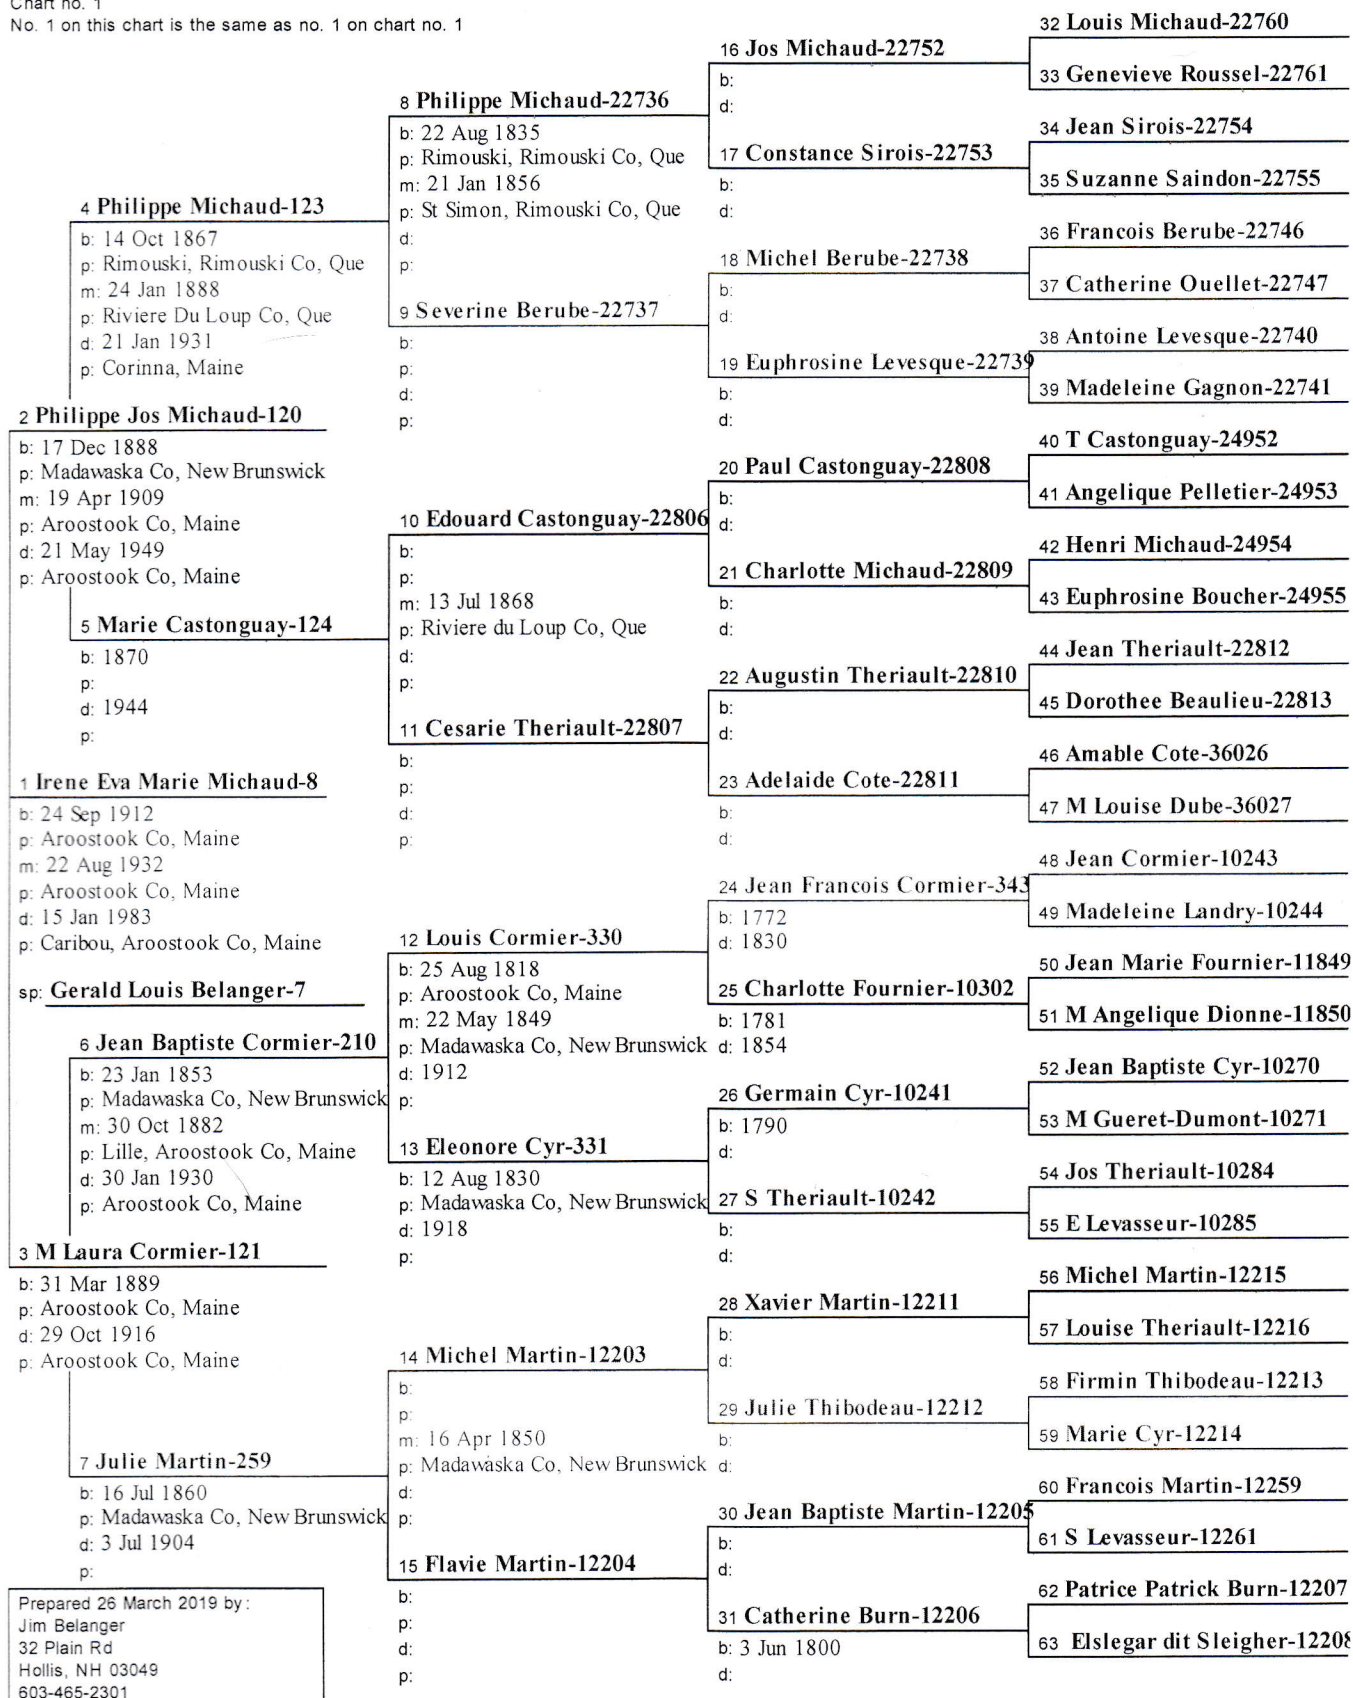 Chart no. 1
No. 1 on this chart is the same as no. 1 on chart no. 1
2 Philippe Jos Michaud-120
b: 17 Dec 1888
p: Madawaska Co, New Brunswick
m: 19 Apr 1909
p: Aroostook Co, Maine
d: 21 May 1949
p: Aroostook Co, Maine
1 Irene Eva Marie Michaud-8
b: 24 Sep 1912
p: Aroostook Co, Maine
m: 22 Aug 1932
p: Aroostook Co, Maine
d: 15 Jan 1983
p: Caribou, Aroostook Co, Maine
sp: Gerald Louis Belanger-7
3 M Laura Cormier-121
b: 31 Mar 1889
p: Aroostook Co, Maine
d: 29 Oct 1916
p: Aroostook Co, Maine
4 Philippe Michaud-123
b: 14 Oct 1867
p: Rimouski, Rimouski Co, Que
m: 24 Jan 1888
p: Riviere Du Loup Co, Que
d: 21 Jan 1931
p: Corinna, Maine
5 Marie Castonguay-124
b: 1870
p:
d: 1944
p:
6 Jean Baptiste Cormier-210
b: 23 Jan 1853
p: Madawaska Co, New Brunswick
m: 30 Oct 1882
p: Lille, Aroostook Co, Maine
d: 30 Jan 1930
p: Aroostook Co, Maine
7 Julie Martin-259
b: 16 Jul 1860
p: Madawaska Co, New Brunswick
d: 3 Jul 1904
p:
8 Philippe Michaud-22736
b: 22 Aug 1835
p: Rimouski, Rimouski Co, Que
m: 21 Jan 1856
p: St Simon, Rimouski Co, Que
d:
p:
9 Severine Berube-22737
b:
p:
d:
p:
10 Edouard Castonguay-22806
b:
p:
m: 13 Jul 1868
p: Riviere du Loup Co, Que
d:
p:
11 Cesarie Theriault-22807
b:
p:
d:
p:
12 Louis Cormier-330
b: 25 Aug 1818
p: Aroostook Co, Maine
m: 22 May 1849
p: Madawaska Co, New Brunswick
d: 1912
p:
13 Eleonore Cyr-331
b: 12 Aug 1830
p: Madawaska Co, New Brunswick
d: 1918
p:
14 Michel Martin-12203
b:
p:
m: 16 Apr 1850
p: Madawaska Co, New Brunswick
d:
p:
15 Flavie Martin-12204
b:
p:
d:
p:
16 Jos Michaud-22752
b:
d:
17 Constance Sirois-22753
b:
d:
18 Michel Berube-22738
b:
d:
19 Euphrosine Levesque-22739
b:
d:
20 Paul Castonguay-22808
b:
d:
21 Charlotte Michaud-22809
b:
d:
22 Augustin Theriault-22810
b:
d:
23 Adelaide Cote-22811
b:
d:
24 Jean Francois Cormier-343
b: 1772
d: 1830
25 Charlotte Fournier-10302
b: 1781
d: 1854
26 Germain Cyr-10241
b: 1790
d:
27 S Theriault-10242
b:
d:
28 Xavier Martin-12211
b:
d:
29 Julie Thibodeau-12212
b:
d:
30 Jean Baptiste Martin-12205
b:
d:
31 Catherine Burn-12206
b: 3 Jun 1800
d:
32 Louis Michaud-22760
33 Genevieve Roussel-22761
34 Jean Sirois-22754
35 Suzanne Saindon-22755
36 Francois Berube-22746
37 Catherine Ouellet-22747
38 Antoine Levesque-22740
39 Madeleine Gagnon-22741
40 T Castonguay-24952
41 Angelique Pelletier-24953
42 Henri Michaud-24954
43 Euphrosine Boucher-24955
44 Jean Theriault-22812
45 Dorothee Beaulieu-22813
46 Amable Cote-36026
47 M Louise Dube-36027
48 Jean Cormier-10243
49 Madeleine Landry-10244
50 Jean Marie Fournier-11849
51 M Angelique Dionne-11850
52 Jean Baptiste Cyr-10270
53 M Gueret-Dumont-10271
54 Jos Theriault-10284
55 E Levasseur-10285
56 Michel Martin-12215
57 Louise Theriault-12216
58 Firmin Thibodeau-12213
59 Marie Cyr-12214
60 Francois Martin-12259
61 S Levasseur-12261
62 Patrice Patrick Burn-12207
63 Elslegar dit Sleigher-12208
Prepared 26 March 2019 by:
Jim Belanger
32 Plain Rd
Hollis, NH 03049
603-465-2301